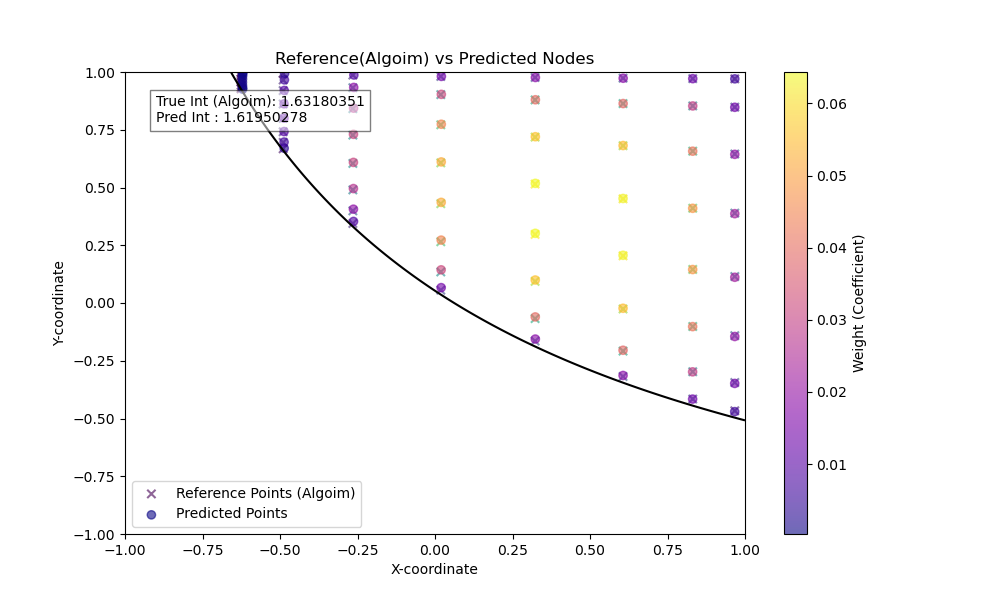 Reference(Algoim) vs Predicted Nodes
True Int (Algoim): 1.63180351
Pred Int : 1.61950278
1.00
0.75
0.50
0.25
0.00
−0.25
−0.50
−0.75
−1.00
Y-coordinate
Reference Points (Algoim)
Predicted Points
−1.00 −0.75 −0.50 −0.25 0.00 0.25 0.50 0.75 1.00
X-coordinate
0.06
0.05
0.04
0.03
0.02
0.01
Weight (Coefficient)